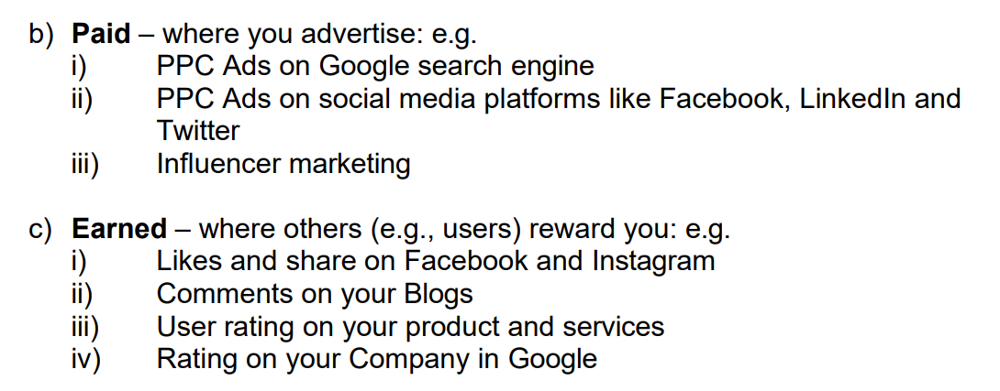 b) Paid – where you advertise: e.g.
i) PPC Ads on Google search engine
ii) PPC Ads on social media platforms like Facebook, LinkedIn and
Twitter
iii) Influencer marketing
c) Earned – where others (e.g., users) reward you: e.g.
i) Likes and share on Facebook and Instagram
ii) Comments on your Blogs
iii) User rating on your product and services
iv) Rating on your Company in Google